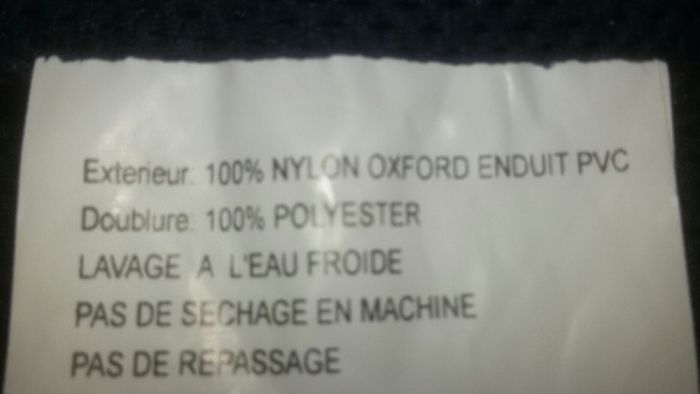 Exterieur: 100% NYLON OXFORD ENDUIT PVC
Doublure: 100% POLYESTER
LAVAGE A L'EAU FROIDE
PAS DE SECHAGE EN MACHINE
PAS DE REPASSAGE